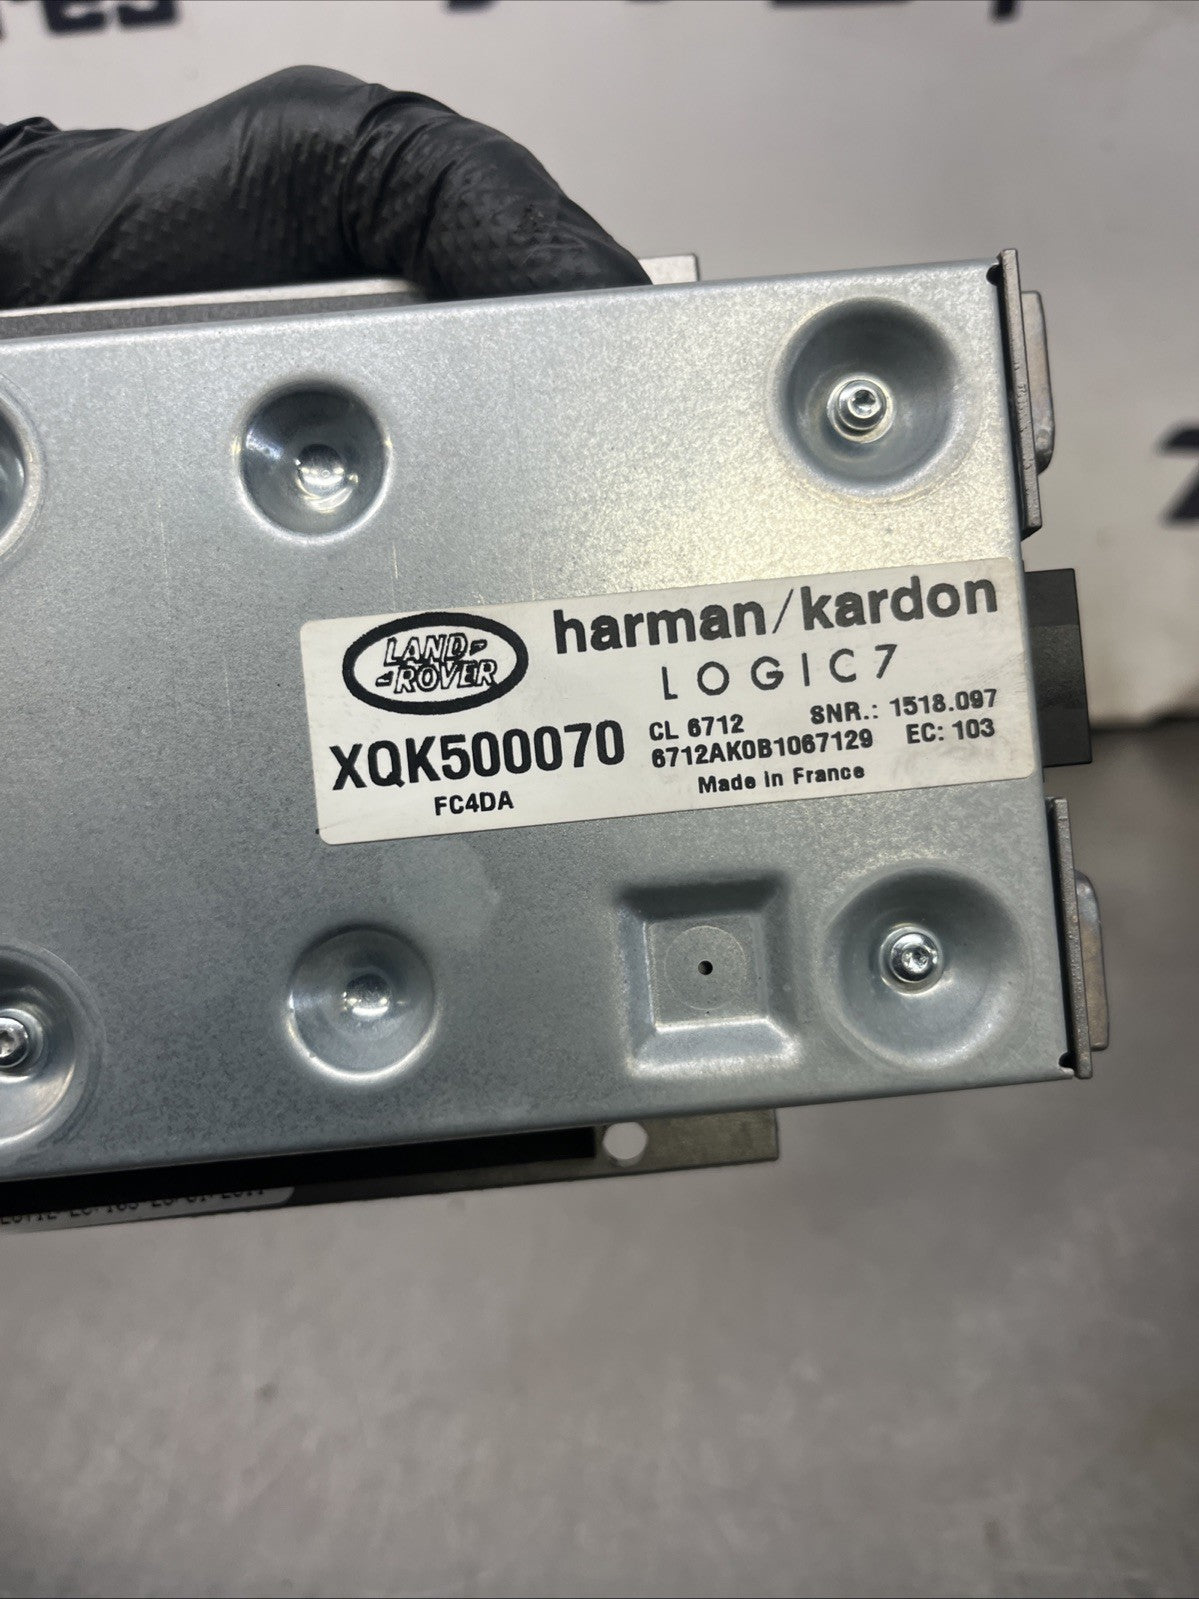 LAND
ROVER
harman/kardon
LOGIC7
XQK500070
FC4DA
CL 6712 SNR.: 1518.097
6712AK0B1067129 EC: 103
Made in France